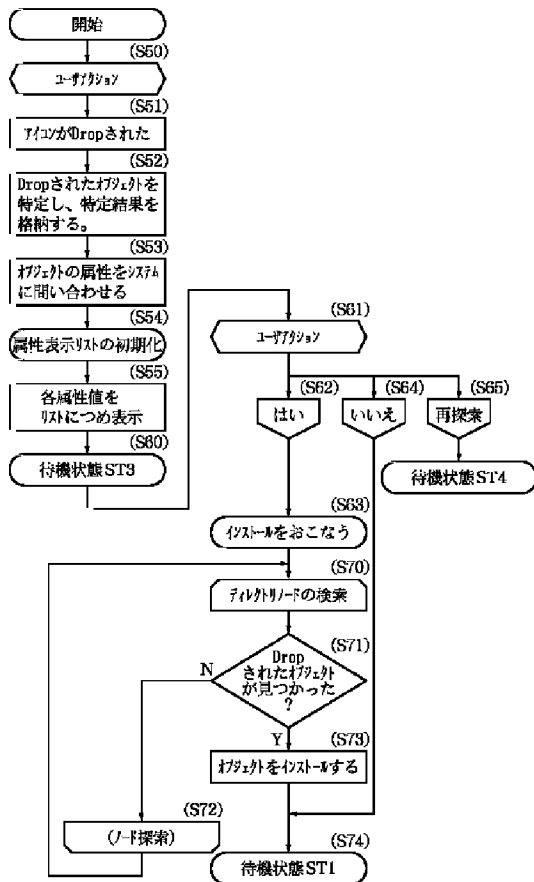 開始
(S50)
ユーザアクション
(S51)
アイコンがDropされた
(S52)
Dropされたオブジェクトを
特定し、特定結果を
格納する。
(S53)
オブジェクトの属性をシステム
に問い合わせる
(S54)
属性表示リストの初期化
(S55)
各属性値を
リストにつめ表示
(S60)
待機状態ST3
(S61)
ユーザアクション
(S62)
はい
(S64)
いいえ
(S65)
再探索
待機状態ST4
(S63)
インストールをおこなう
(S70)
ディレクトリノードの検索
(S71)
Drop
されたオブジェクト
が見つかった
?
N
Y
(S73)
オブジェクトをインストールする
(S72)
(ノード探索)
(S74)
待機状態ST1